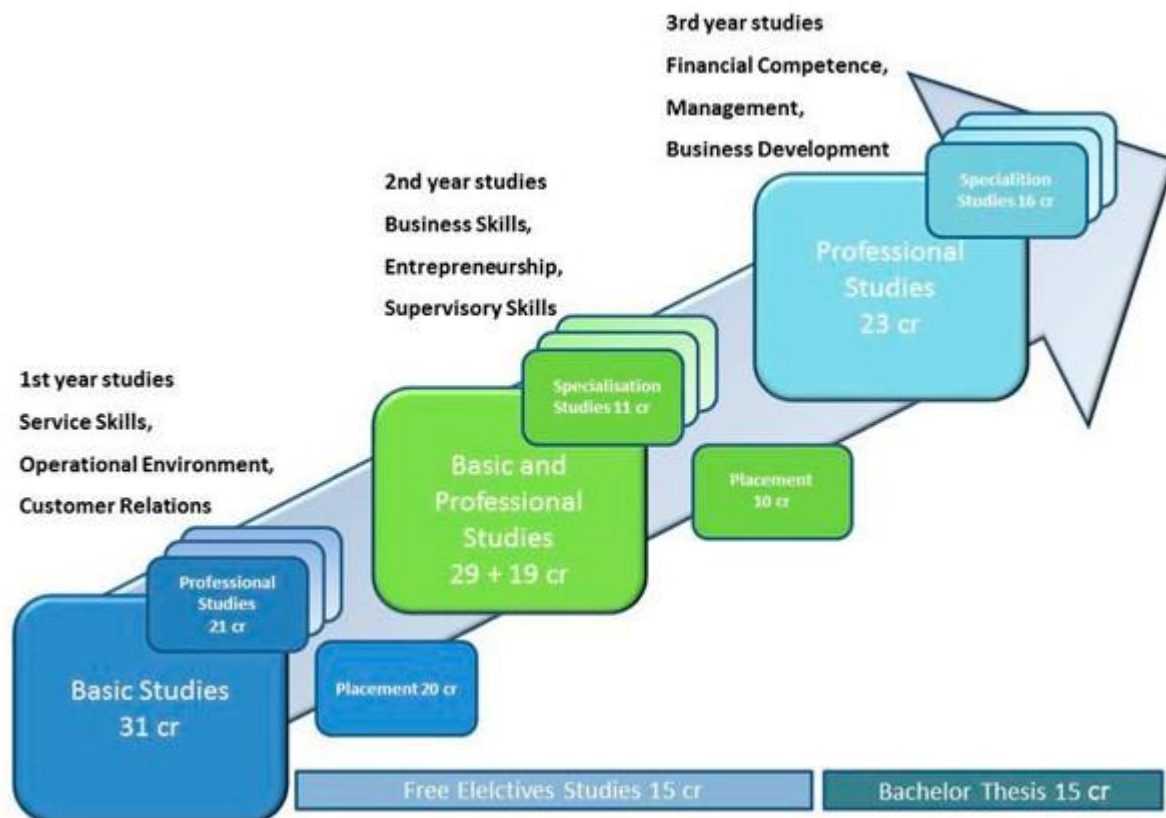 1st year studies
Service Skills,
Operational Environment,
Customer Relations
Professional
Studies
21 cr
Basic Studies
31 cr
Placement 20 cr
2nd year studies
Business Skills,
Entrepreneurship,
Supervisory Skills
Specialisation
Studies 11 cr
Basic and
Professional
Studies
29 + 19 cr
Placement
10 cr
3rd year studies
Financial Competence,
Management,
Business Development
Specialition
Studies 16 cr
Professional
Studies
23 cr
Free Elelctives Studies 15 cr
Bachelor Thesis 15 cr